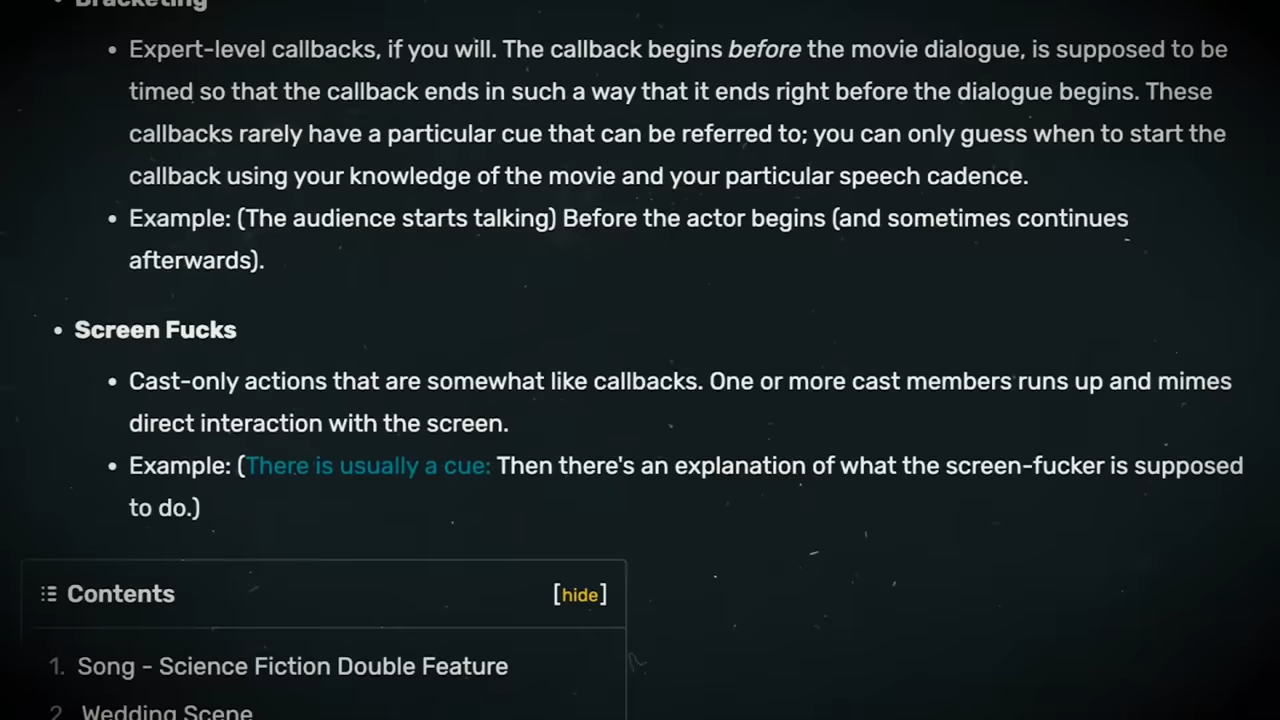 • Bracketing
• Expert-level callbacks, if you will. The callback begins before the movie dialogue, is supposed to be
timed so that the callback ends in such a way that it ends right before the dialogue begins. These
callbacks rarely have a particular cue that can be referred to; you can only guess when to start the
callback using your knowledge of the movie and your particular speech cadence.
• Example: (The audience starts talking) Before the actor begins (and sometimes continues
afterwards).
• Screen Fucks
• Cast-only actions that are somewhat like callbacks. One or more cast members runs up and mimes
direct interaction with the screen.
• Example: (There is usually a cue: Then there's an explanation of what the screen-fucker is supposed
to do.)
Contents [hide]
1. Song - Science Fiction Double Feature
2. Wedding Scene